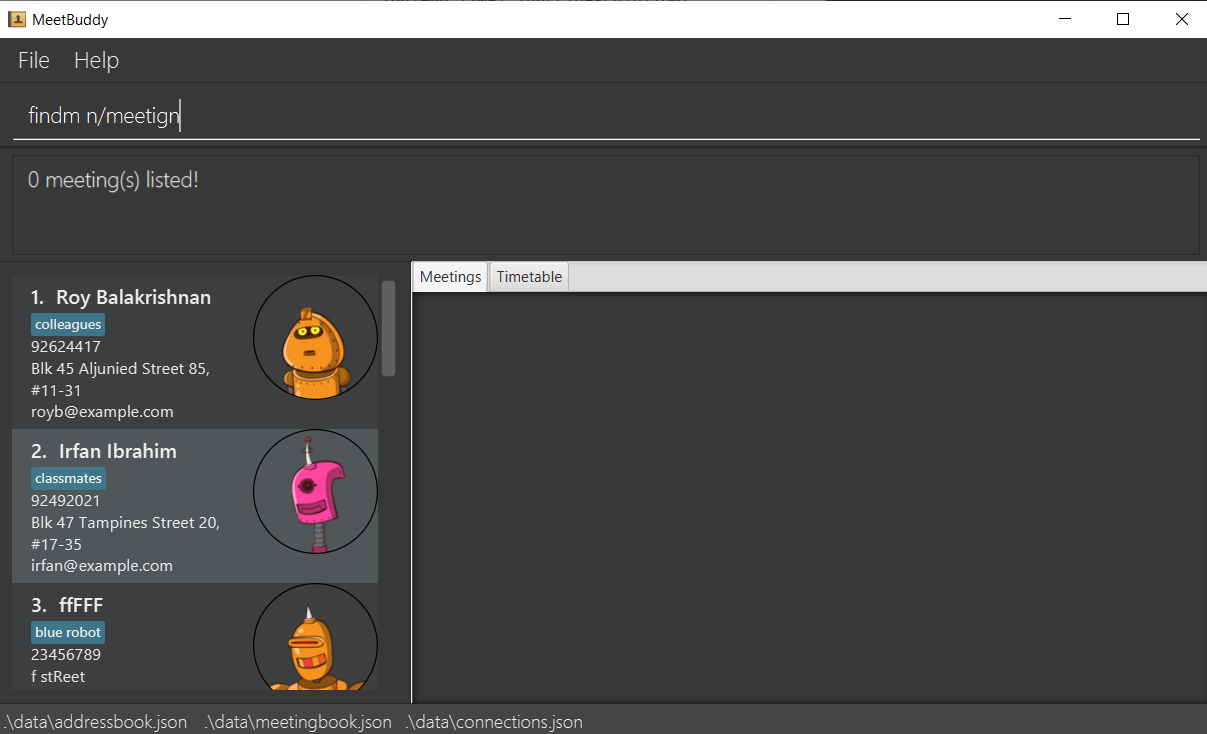 MeetBuddy
File Help
findm n/meetign
0 meeting(s) listed!
1. Roy Balakrishnan
colleagues
92624417
Blk 45 Aljunied Street 85,
#11-31
royb@example.com
2. Irfan Ibrahim
classmates
92492021
Blk 47 Tampines Street 20,
#17-35
irfan@example.com
3. ffFFF
blue robot
23456789
f stReet
Meetings Timetable
.\data\addressbook.json .\data\meetingbook.json .\data\connections.json